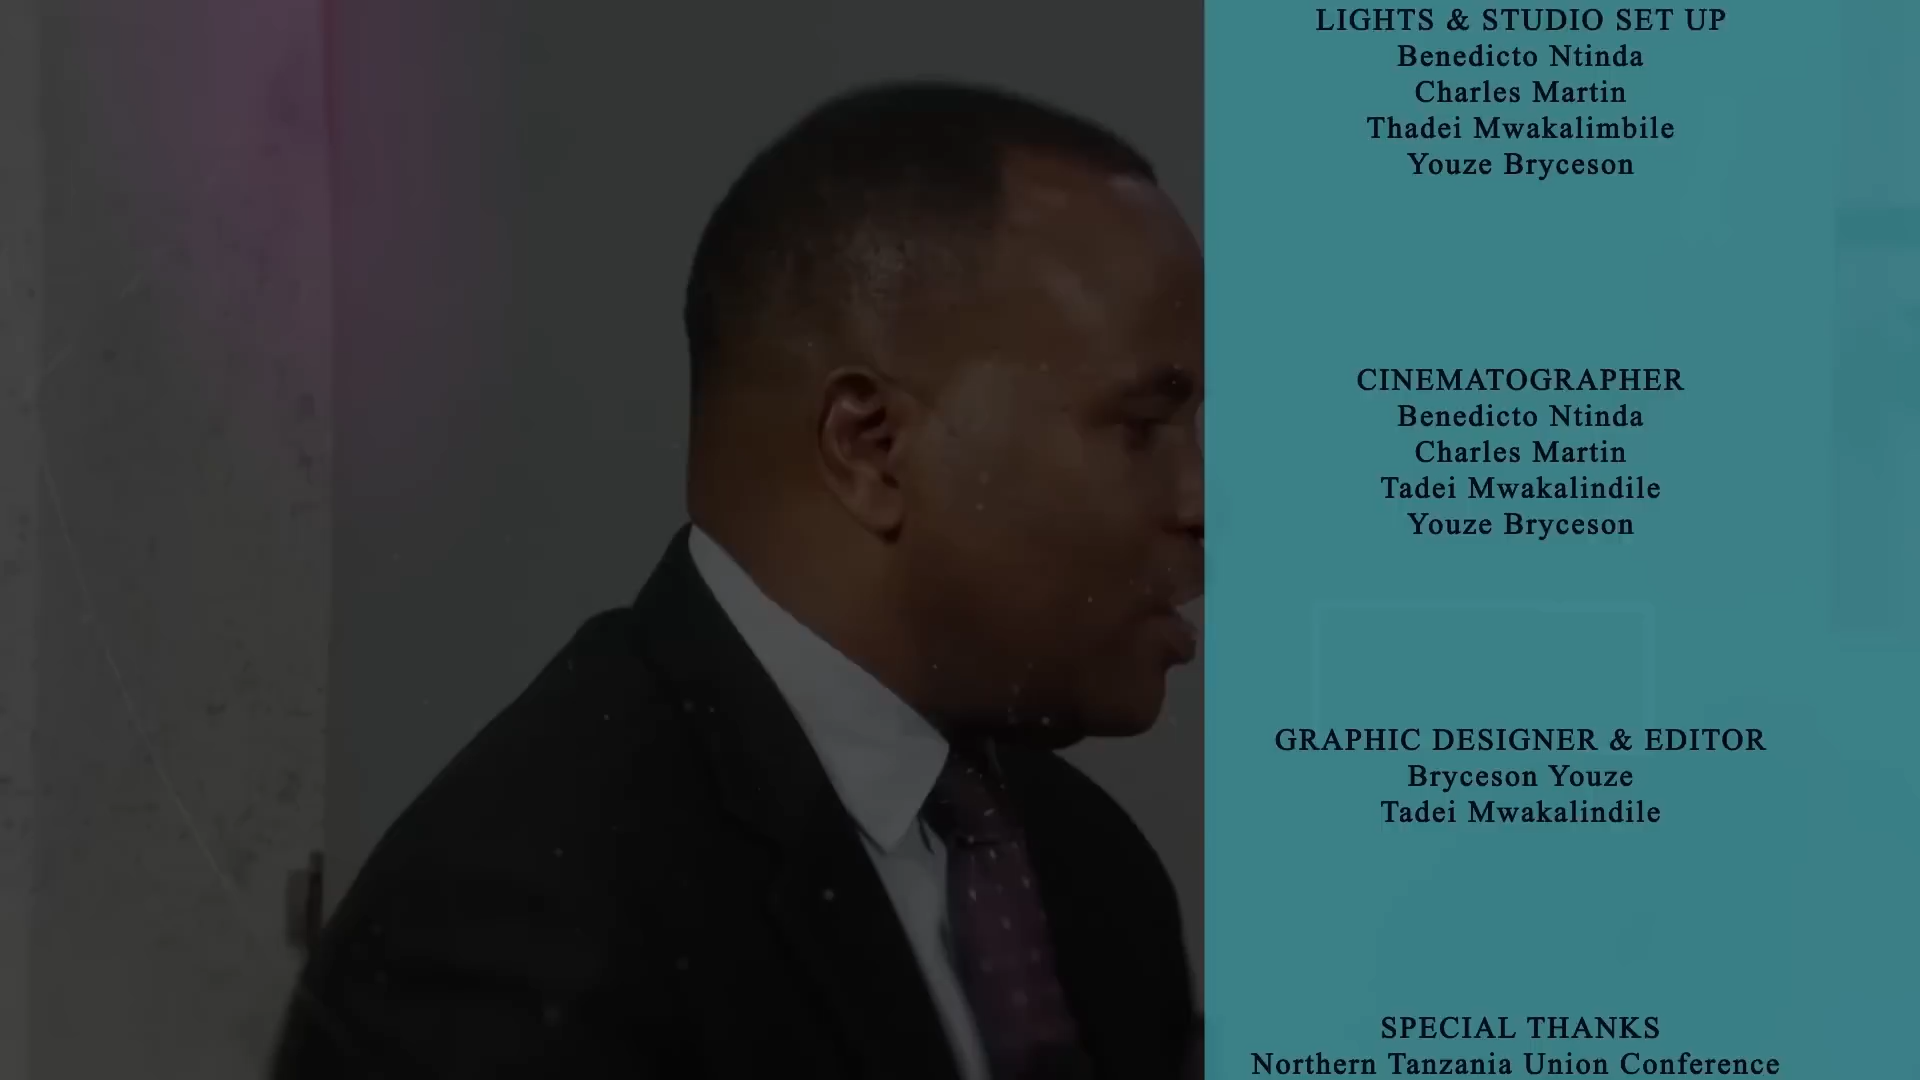 LIGHTS & STUDIO SET UP
Benedicto Ntinda
Charles Martin
Thadei Mwakalimbile
Youze Bryceson
CINEMATOGRAPHER
Benedicto Ntinda
Charles Martin
Tadei Mwakalindile
Youze Bryceson
GRAPHIC DESIGNER & EDITOR
Bryceson Youze
Tadei Mwakalindile
SPECIAL THANKS
Northern Tanzania Union Conference